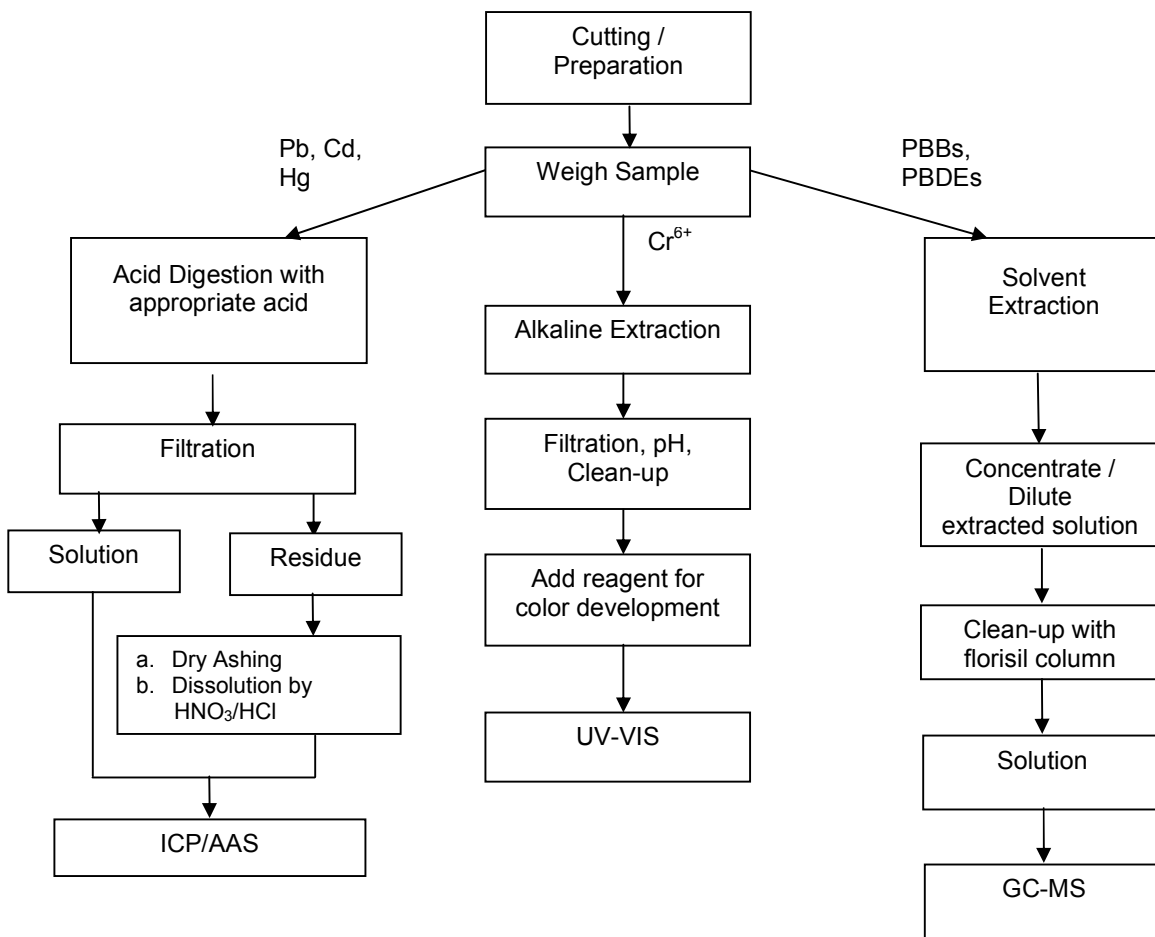 Cutting /
Preparation
Pb, Cd,
Hg
Weigh Sample
PBBs,
PBDEs
Cr⁶⁺
Acid Digestion with
appropriate acid
Solvent
Extraction
Alkaline Extraction
Filtration
Filtration, pH,
Clean-up
Concentrate /
Dilute
extracted solution
Solution
Residue
Add reagent for
color development
Clean-up with
florisil column
a. Dry Ashing
b. Dissolution by
HNO₃/HCl
UV-VIS
Solution
ICP/AAS
GC-MS